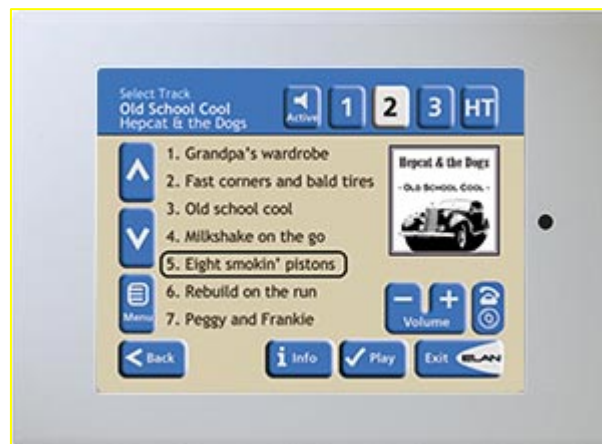 Select Track
Old School Cool
Hepcat & the Dogs
Active
1
2
3
HT
1. Grandpa's wardrobe
2. Fast corners and bald tires
3. Old school cool
4. Milkshake on the go
5. Eight smokin' pistons
6. Rebuild on the run
7. Peggy and Frankie
Hepcat & the Dogs
- OLD SCHOOL COOL -
Menu
Volume
Back
i Info
Play
Exit ELAN